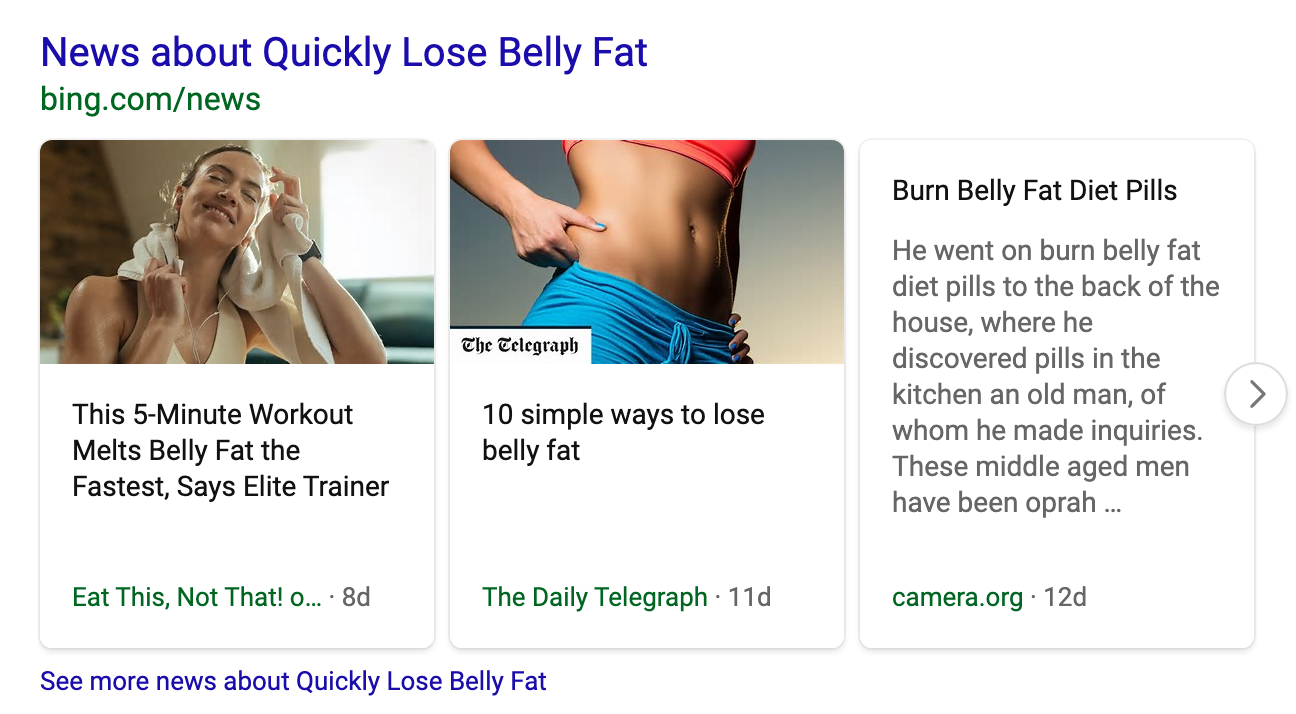 News about Quickly Lose Belly Fat
bing.com/news
The Telegraph
This 5-Minute Workout
Melts Belly Fat the
Fastest, Says Elite Trainer
Eat This, Not That! o... · 8d
10 simple ways to lose
belly fat
The Daily Telegraph · 11d
Burn Belly Fat Diet Pills
He went on burn belly fat
diet pills to the back of the
house, where he
discovered pills in the
kitchen an old man, of
whom he made inquiries.
These middle aged men
have been oprah ...
camera.org · 12d
See more news about Quickly Lose Belly Fat